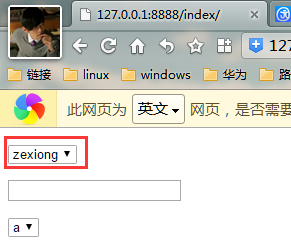 127.0.0.1:8888/index/
链接 linux windows 华为
此网页为 英文 网页，是否需要
zexiong
a